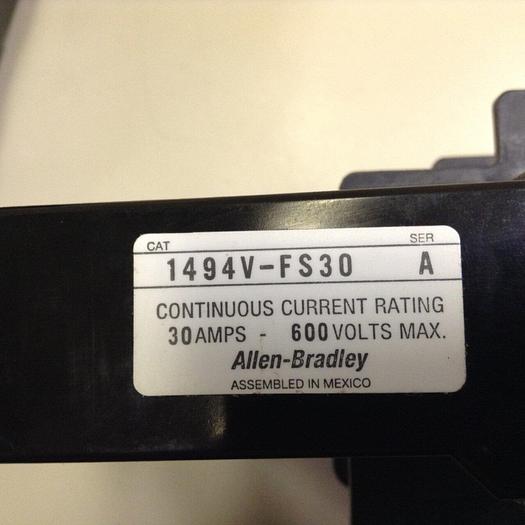 CAT SER
1494V-FS30 A
CONTINUOUS CURRENT RATING
30 AMPS - 600 VOLTS MAX.
Allen-Bradley
ASSEMBLED IN MEXICO